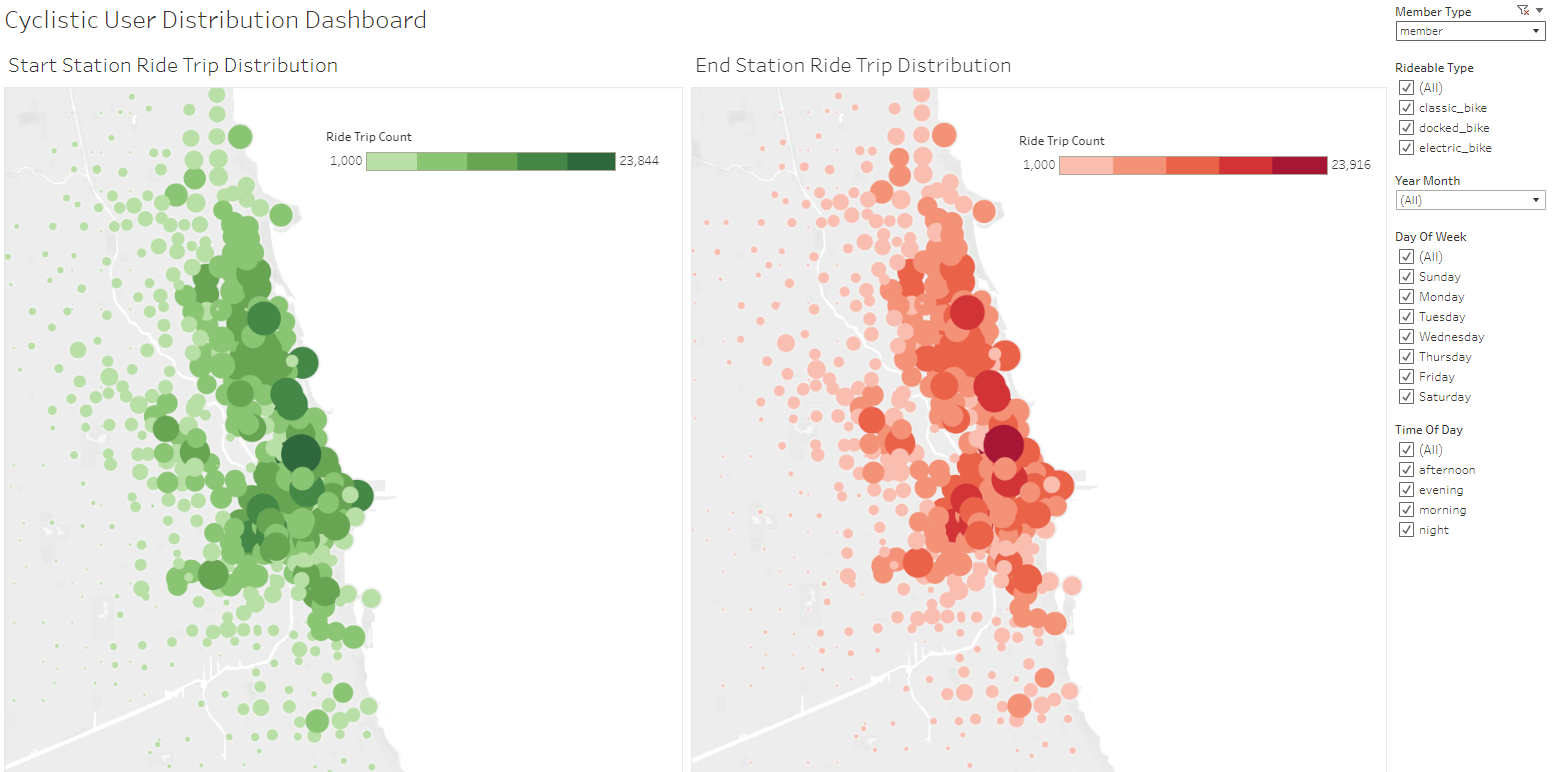 Cyclistic User Distribution Dashboard
Start Station Ride Trip Distribution
Ride Trip Count
1,000
23,844
End Station Ride Trip Distribution
Ride Trip Count
1,000
23,916
Member Type
member
Rideable Type
(All)
classic_bike
docked_bike
electric_bike
Year Month
(All)
Day Of Week
(All)
Sunday
Monday
Tuesday
Wednesday
Thursday
Friday
Saturday
Time Of Day
(All)
afternoon
evening
morning
night